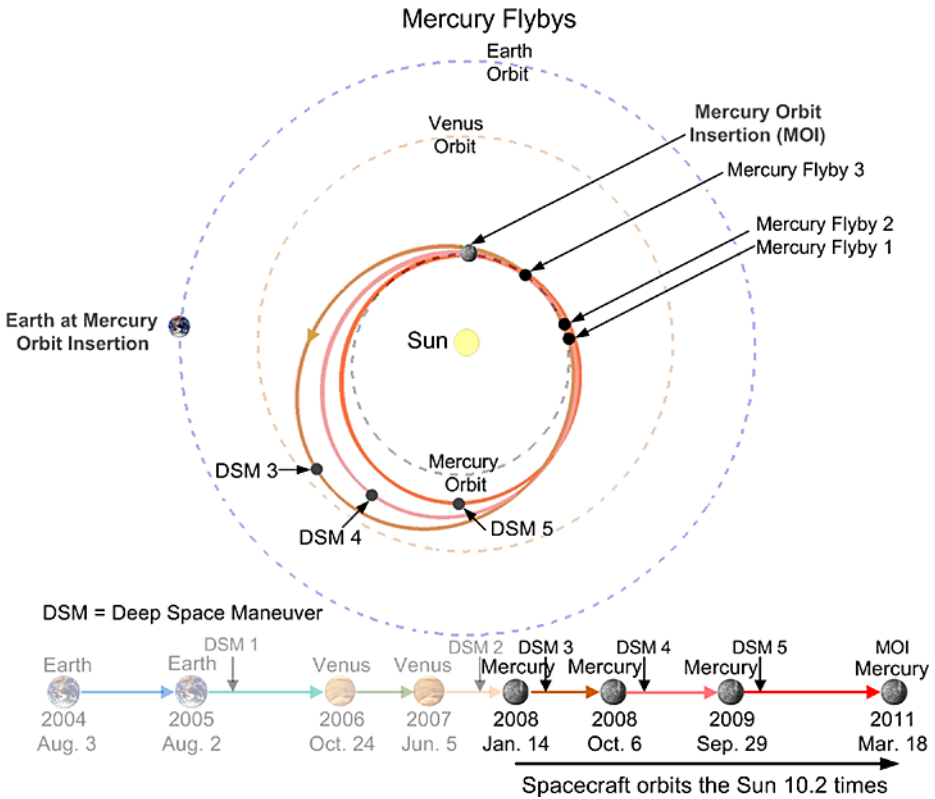 Mercury Flybys
Earth
Orbit
Venus
Orbit
Mercury Orbit
Insertion (MOI)
Mercury Flyby 3
Mercury Flyby 2
Mercury Flyby 1
Earth at Mercury
Orbit Insertion
Sun
Mercury
Orbit
DSM 3
DSM 4
DSM 5
DSM = Deep Space Maneuver
DSM 1
DSM 2
DSM 3
DSM 4
DSM 5
MOI
Earth
Earth
Venus
Venus
Mercury
Mercury
Mercury
Mercury
2004
2005
2006
2007
2008
2008
2009
2011
Aug. 3
Aug. 2
Oct. 24
Jun. 5
Jan. 14
Oct. 6
Sep. 29
Mar. 18
Spacecraft orbits the Sun 10.2 times